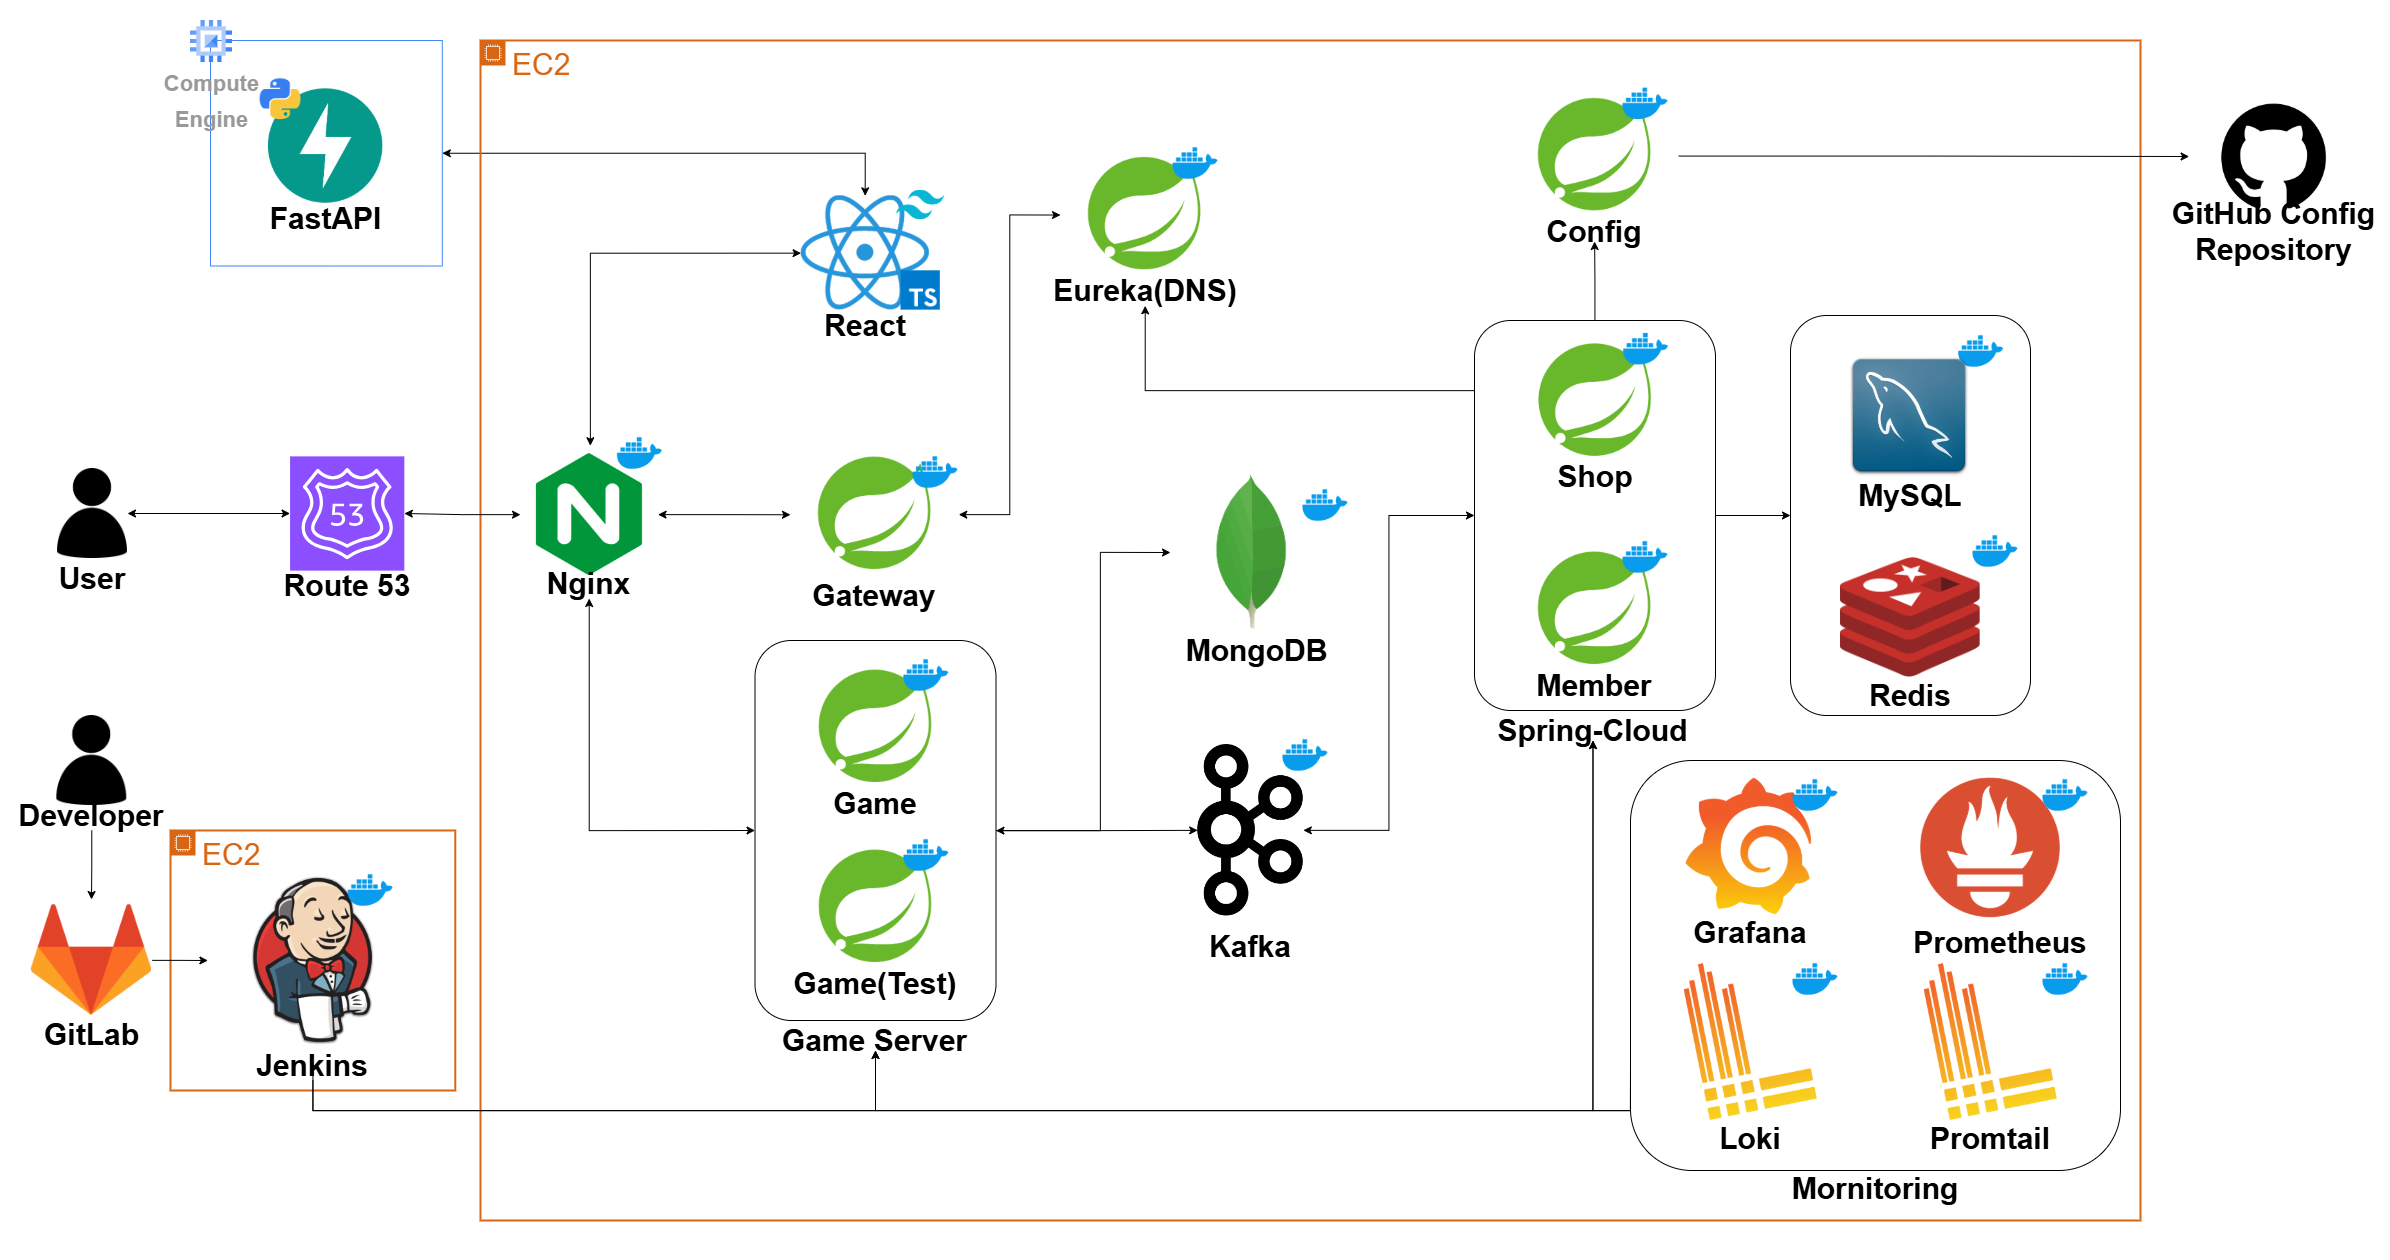 Compute
Engine
FastAPI
EC2
React
TS
Eureka(DNS)
Config
GitHub Config
Repository
User
53
Route 53
N
Nginx
Gateway
MongoDB
Shop
Member
Spring-Cloud
MySQL
Redis
Developer
GitLab
EC2
Jenkins
Game
Game(Test)
Game Server
Kafka
Grafana
Prometheus
Loki
Promtail
Mornitoring